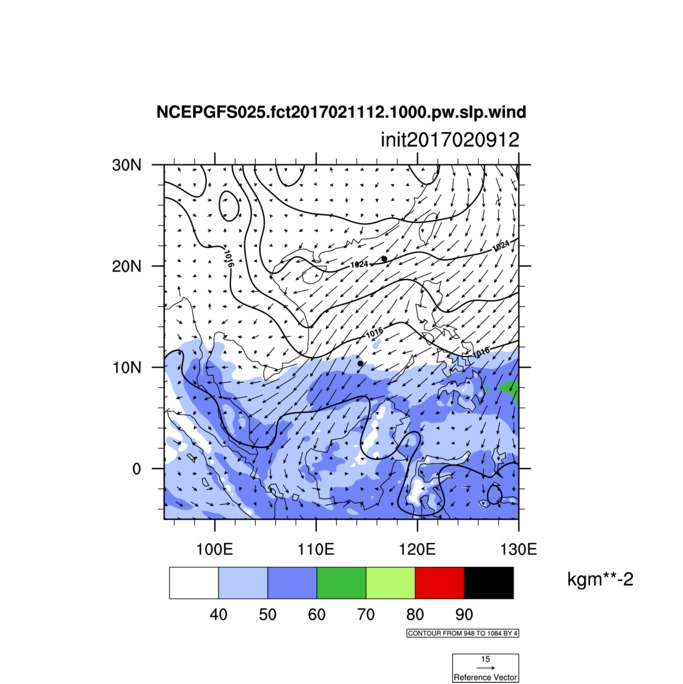 NCEPGFS025.fct2017021112.1000.pw.slp.wind
init2017020912
30N
20N
10N
0
1016
1024
1024
1016
1016
100E 110E 120E 130E
40 50 60 70 80 90
kgm**-2
CONTOUR FROM 948 TO 1084 BY 4
15
Reference Vector